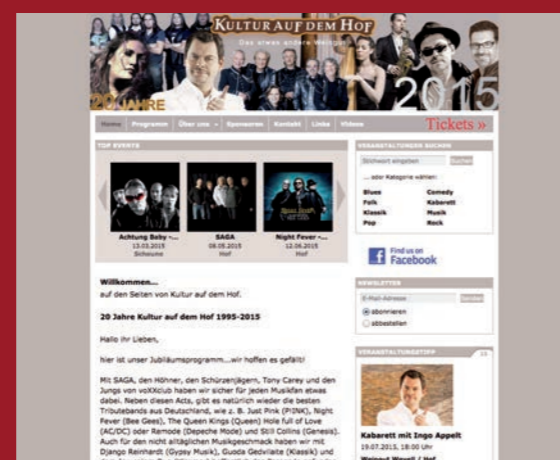 KULTUR AUF DEM HOF
Das etwas andere Weingut
20 JAHRE
2015
Home Programm Über uns Sponsoren Kontakt Links Videos Tickets »
TOP EVENTS
Achtung Baby -...
13.03.2015
Scheune
SAGA
08.05.2015
Hof
Night Fever -...
12.06.2015
Hof
Willkommen...
auf den Seiten von Kultur auf dem Hof.
20 Jahre Kultur auf dem Hof 1995-2015
Hallo ihr Lieben,
hier ist unser Jubiläumsprogramm...wir hoffen es gefällt!
Mit SAGA, den Höhner, den Schürzenjägern, Tony Carey und den
Jungs von voXXclub haben wir sicher für jeden Musikfan etwas
dabei. Neben diesen Acts, gibt es natürlich wieder die besten
Tributebands aus Deutschland, wie z. B. Just Pink (P!NK), Night
Fever (Bee Gees), The Queen Kings (Queen) Hole full of Love
(AC/DC) oder Ramode (Depeche Mode) und Still Collins (Genesis).
Auch für den nicht alltäglichen Musikgeschmack haben wir mit
Django Reinhardt (Gypsy Musik), Guoda Gedvilaite (Klassik) und
VERANSTALTUNGEN SUCHEN
Stichwort eingeben Suchen
... oder Kategorie wählen:
Blues Comedy
Folk Kabarett
Klassik Musik
Pop Rock
Find us on
Facebook
NEWSLETTER
E-Mail-Adresse Senden
abonnieren
abbestellen
VERANSTALTUNGSTIPP
Kabarett mit Ingo Appelt
19.07.2015, 18:00 Uhr